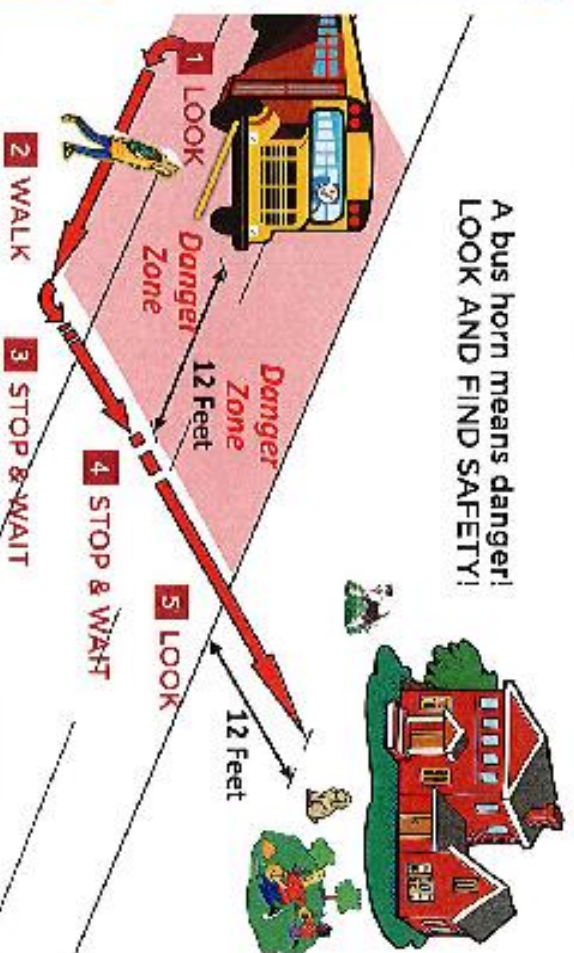 A bus horn means danger!
LOOK AND FIND SAFETY!
1 LOOK
2 WALK
3 STOP & WAIT
4 STOP & WAIT
5 LOOK
Danger
Zone
Danger
Zone
12 Feet
12 Feet